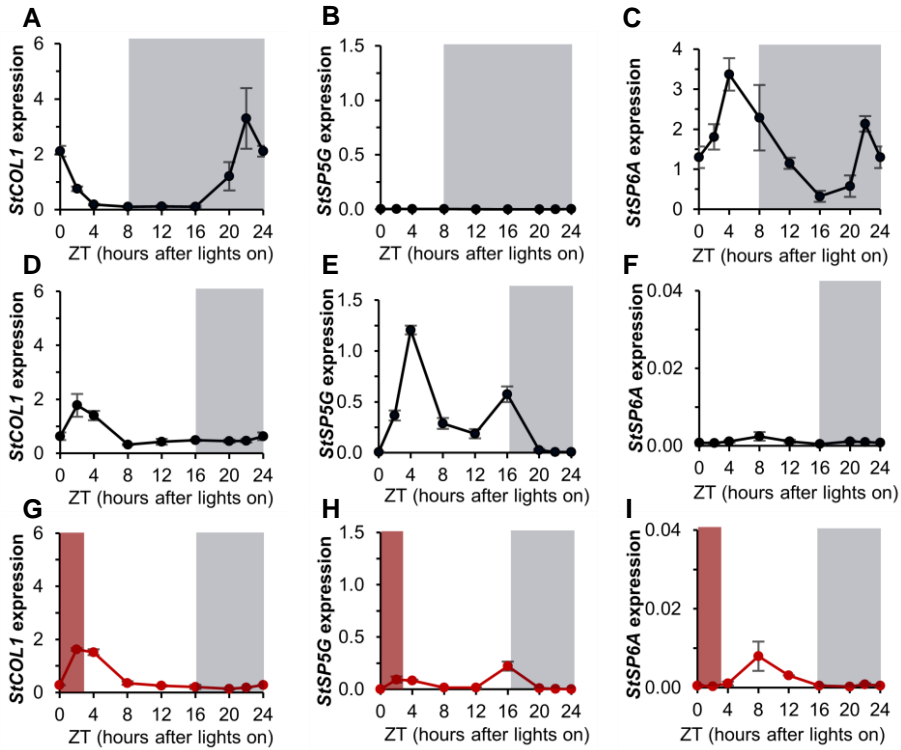 A
StCOL1 expression
6
4
2
0
0 4 8 12 16 20 24
ZT (hours after lights on)
B
StSP5G expression
1.5
1.0
0.5
0.0
0 4 8 12 16 20 24
ZT (hours after lights on)
C
StSP6A expression
4
3
2
1
0
0 4 8 12 16 20 24
ZT (hours after light on)
D
StCOL1 expression
6
4
2
0
0 4 8 12 16 20 24
ZT (hours after lights on)
E
StSP5G expression
1.5
1.0
0.5
0.0
0 4 8 12 16 20 24
ZT (hours after lights on)
F
StSP6A expression
0.04
0.02
0.00
0 4 8 12 16 20 24
ZT (hours after lights on)
G
StCOL1 expression
6
4
2
0
0 4 8 12 16 20 24
ZT (hours after lights on)
H
StSP5G expression
1.5
1.0
0.5
0.0
0 4 8 12 16 20 24
ZT (hours after lights on)
I
StSP6A expression
0.04
0.02
0.00
0 4 8 12 16 20 24
ZT (hours after lights on)